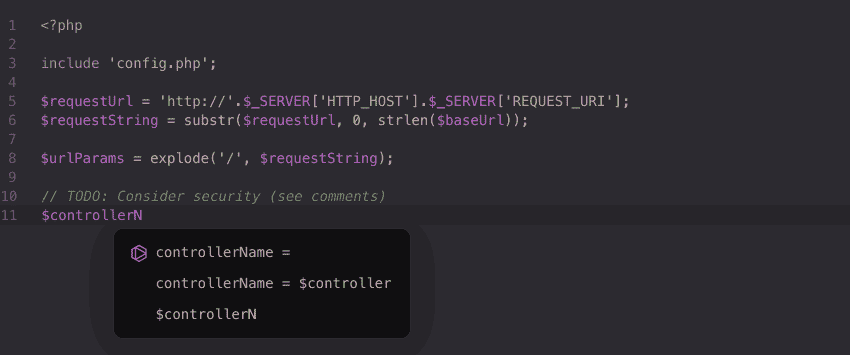 1 <?php
2
3 include 'config.php';
4
5 $requestUrl = 'http://'.$_SERVER['HTTP_HOST'].$_SERVER['REQUEST_URI'];
6 $requestString = substr($requestUrl, 0, strlen($baseUrl));
7
8 $urlParams = explode('/', $requestString);
9
10 // TODO: Consider security (see comments)
11 $controllerN
controllerName =
controllerName = $controller
$controllerN